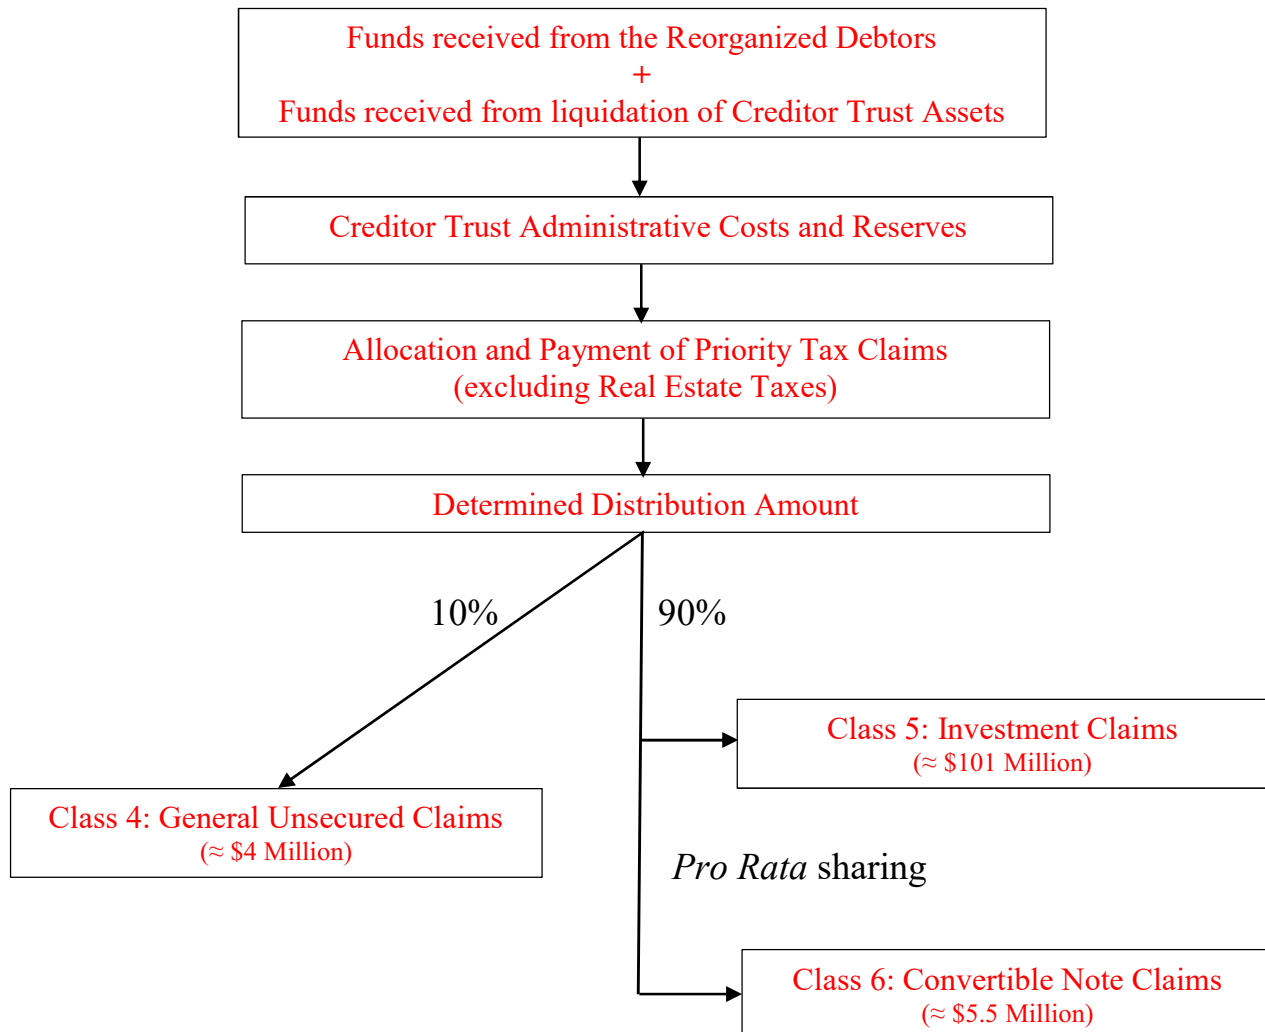 Funds received from the Reorganized Debtors
+
Funds received from liquidation of Creditor Trust Assets
Creditor Trust Administrative Costs and Reserves
Allocation and Payment of Priority Tax Claims
(excluding Real Estate Taxes)
Determined Distribution Amount
10%
90%
Class 5: Investment Claims
(≈ $101 Million)
Class 4: General Unsecured Claims
(≈ $4 Million)
Pro Rata sharing
Class 6: Convertible Note Claims
(≈ $5.5 Million)